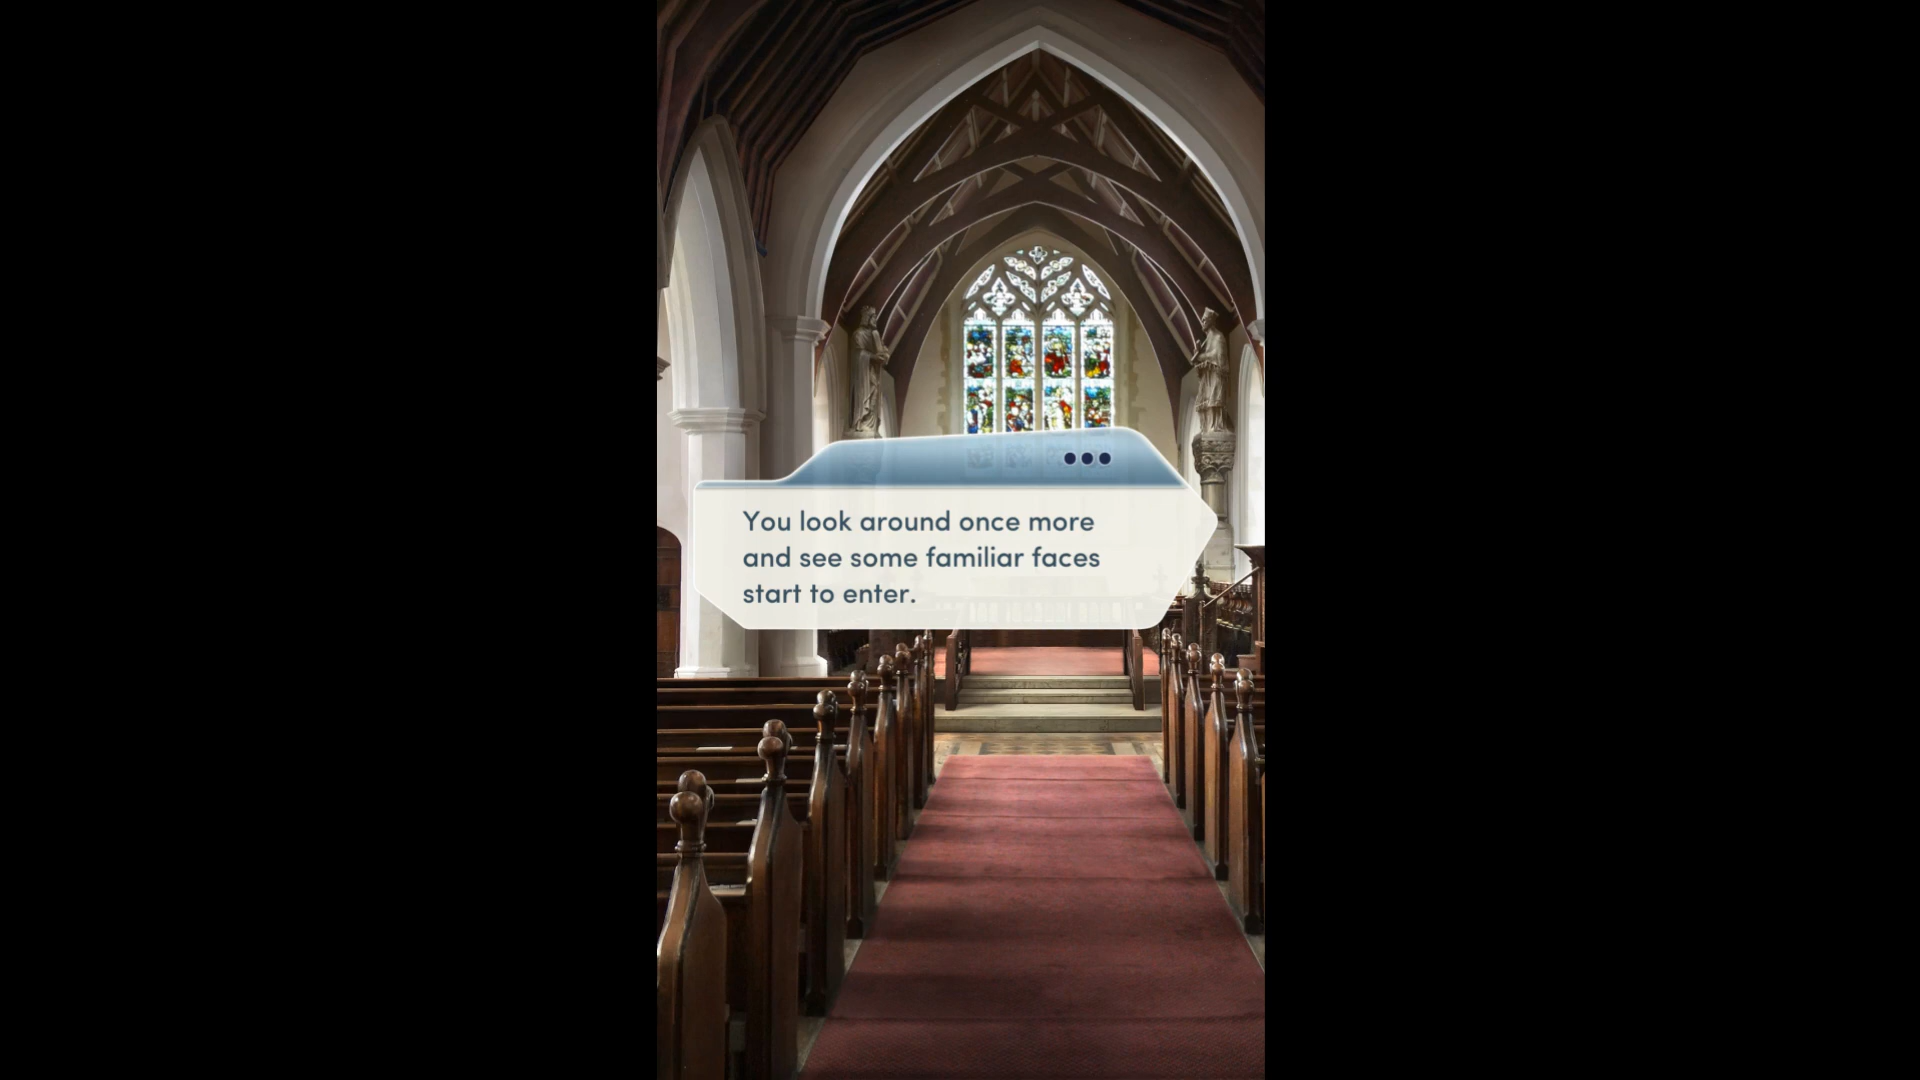 You look around once more
and see some familiar faces
start to enter.